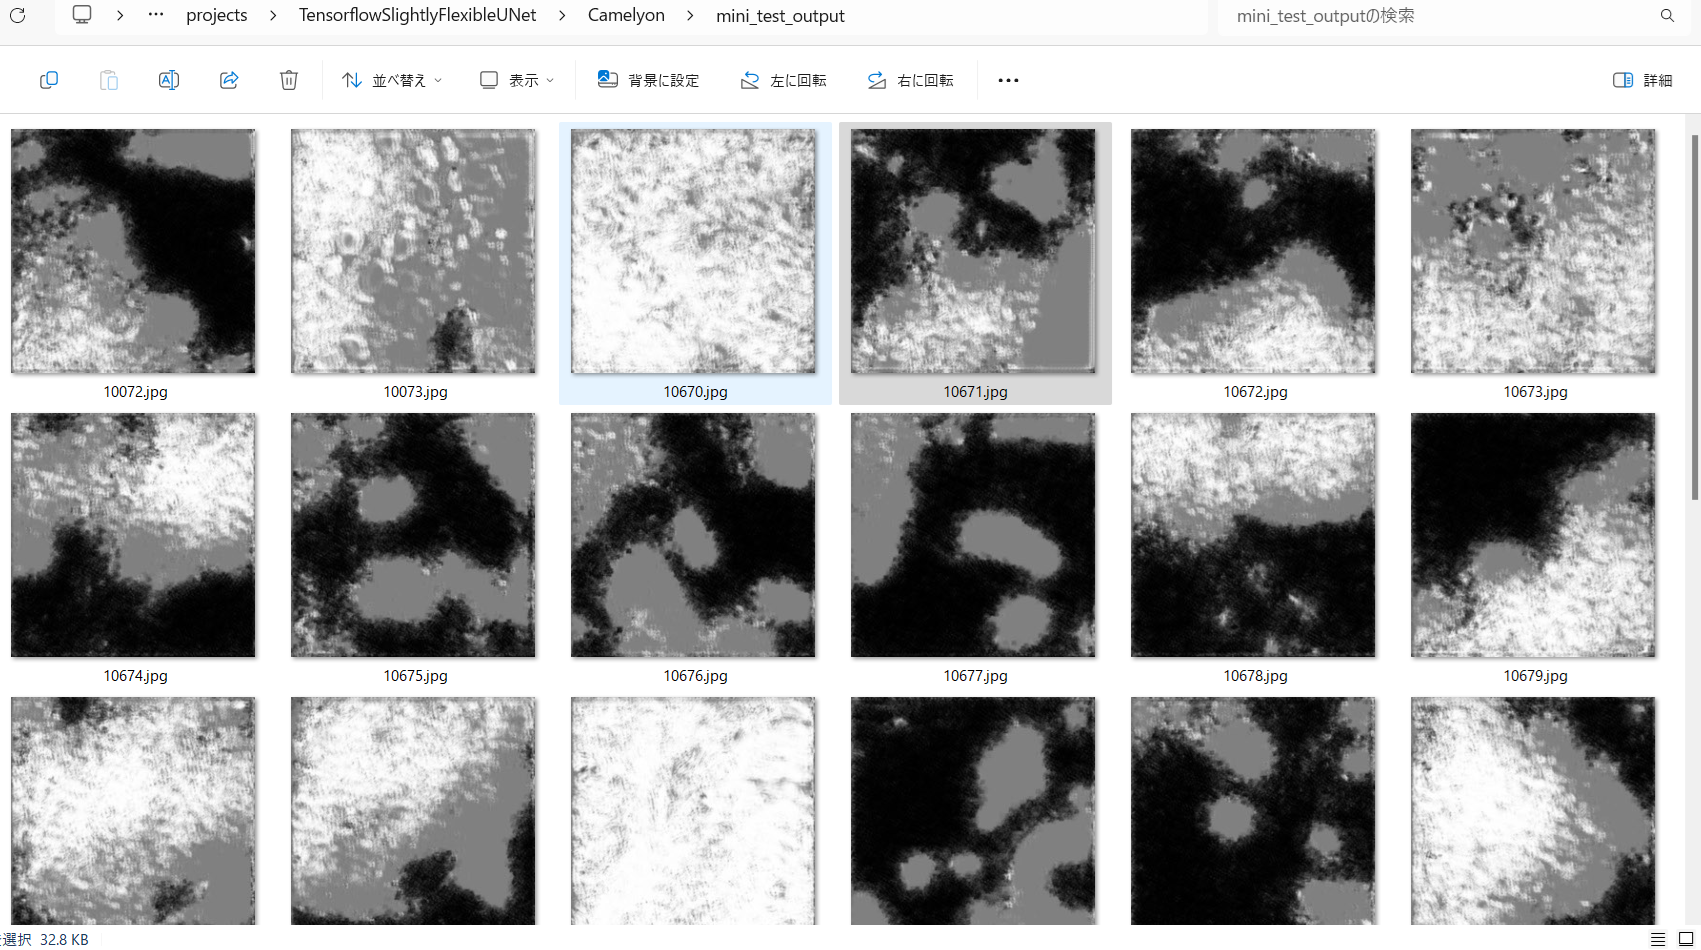 … projects > TensorflowSlightlyFlexibleUNet > Camelyon > mini_test_output
mini_test_outputの検索
並べ替え 表示 背景に設定 左に回転 右に回転 … 詳細
10072.jpg 10073.jpg 10670.jpg 10671.jpg 10672.jpg 10673.jpg
10674.jpg 10675.jpg 10676.jpg 10677.jpg 10678.jpg 10679.jpg
選択 32.8 KB